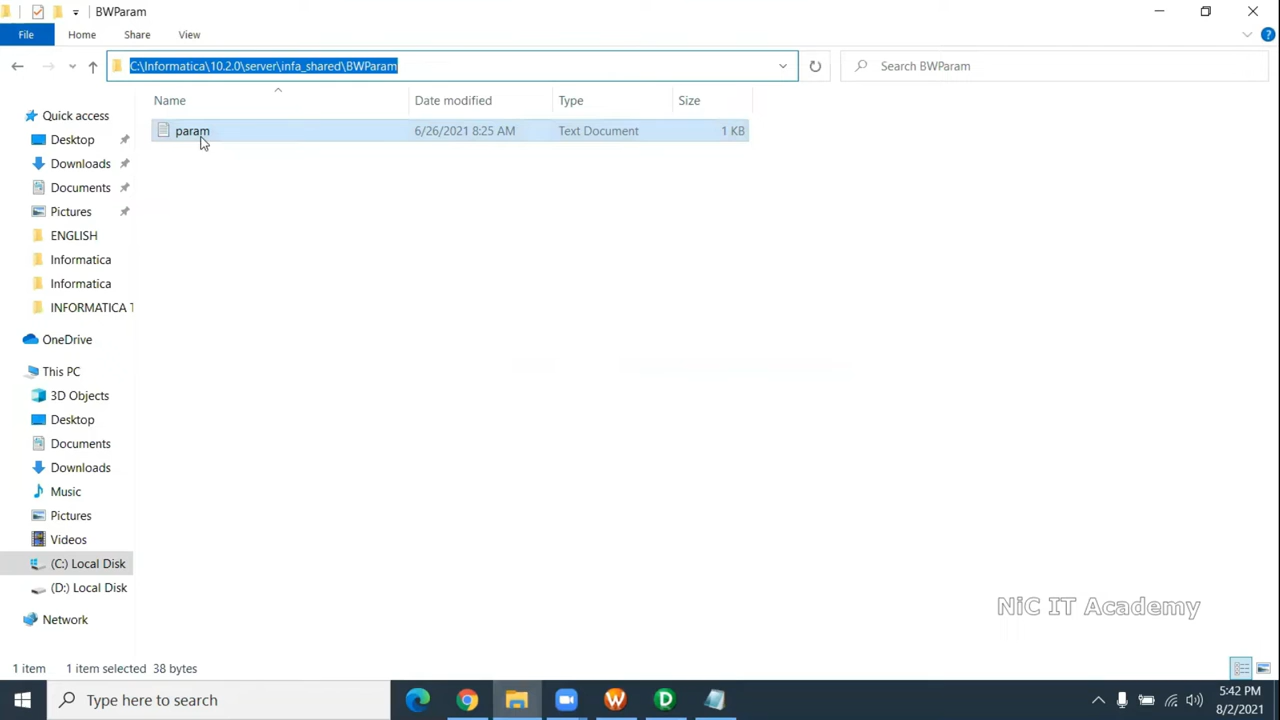 BWParam
File Home Share View
C:\Informatica\10.2.0\server\infa_shared\BWParam
Search BWParam
Name Date modified Type Size
param 6/26/2021 8:25 AM Text Document 1 KB
Quick access
Desktop
Downloads
Documents
Pictures
ENGLISH
Informatica
Informatica
INFORMATICA T
OneDrive
This PC
3D Objects
Desktop
Documents
Downloads
Music
Pictures
Videos
(C:) Local Disk
(D:) Local Disk
Network
NiC IT Academy
1 item 1 item selected 38 bytes
Type here to search
W
D
5:42 PM
8/2/2021